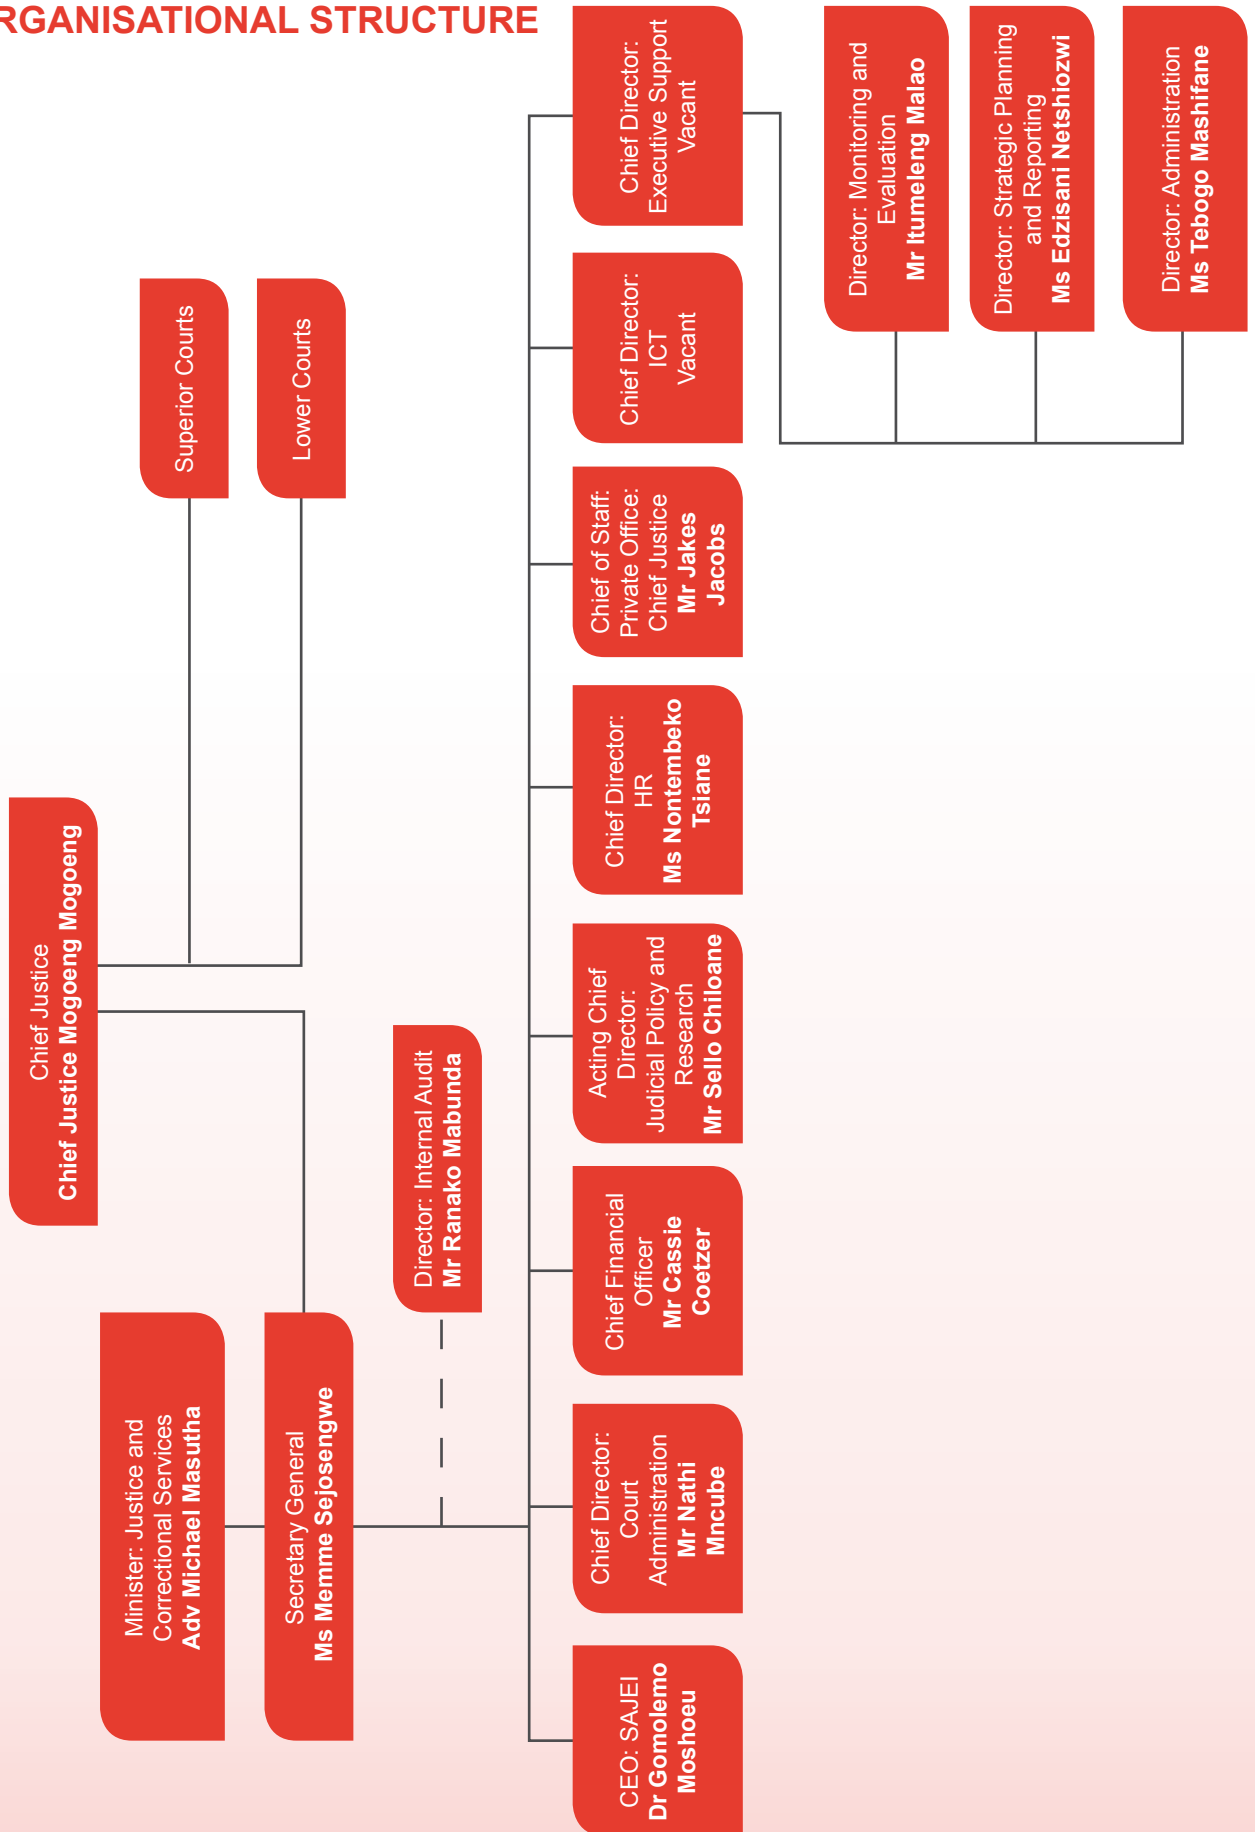 RGANISATIONAL STRUCTURE
Chief Justice
Chief Justice Mogoeng Mogoeng
Superior Courts
Lower Courts
Minister: Justice and
Correctional Services
Adv Michael Masutha
Secretary General
Ms Memme Sejosengwe
Director: Internal Audit
Mr Ranako Mabunda
CEO: SAJEI
Dr Gomolemo
Moshoeu
Chief Director:
Court
Administration
Mr Nathi
Mncube
Chief Financial
Officer
Mr Cassie
Coetzer
Acting Chief
Director:
Judicial Policy and
Research
Mr Sello Chiloane
Chief Director:
HR
Ms Nontembeko
Tsiane
Chief of Staff:
Private Office:
Chief Justice
Mr Jakes
Jacobs
Chief Director:
ICT
Vacant
Chief Director:
Executive Support
Vacant
Director: Monitoring and
Evaluation
Mr Itumeleng Malao
Director: Strategic Planning
and Reporting
Ms Edzisani Netshiozwi
Director: Administration
Ms Tebogo Mashifane